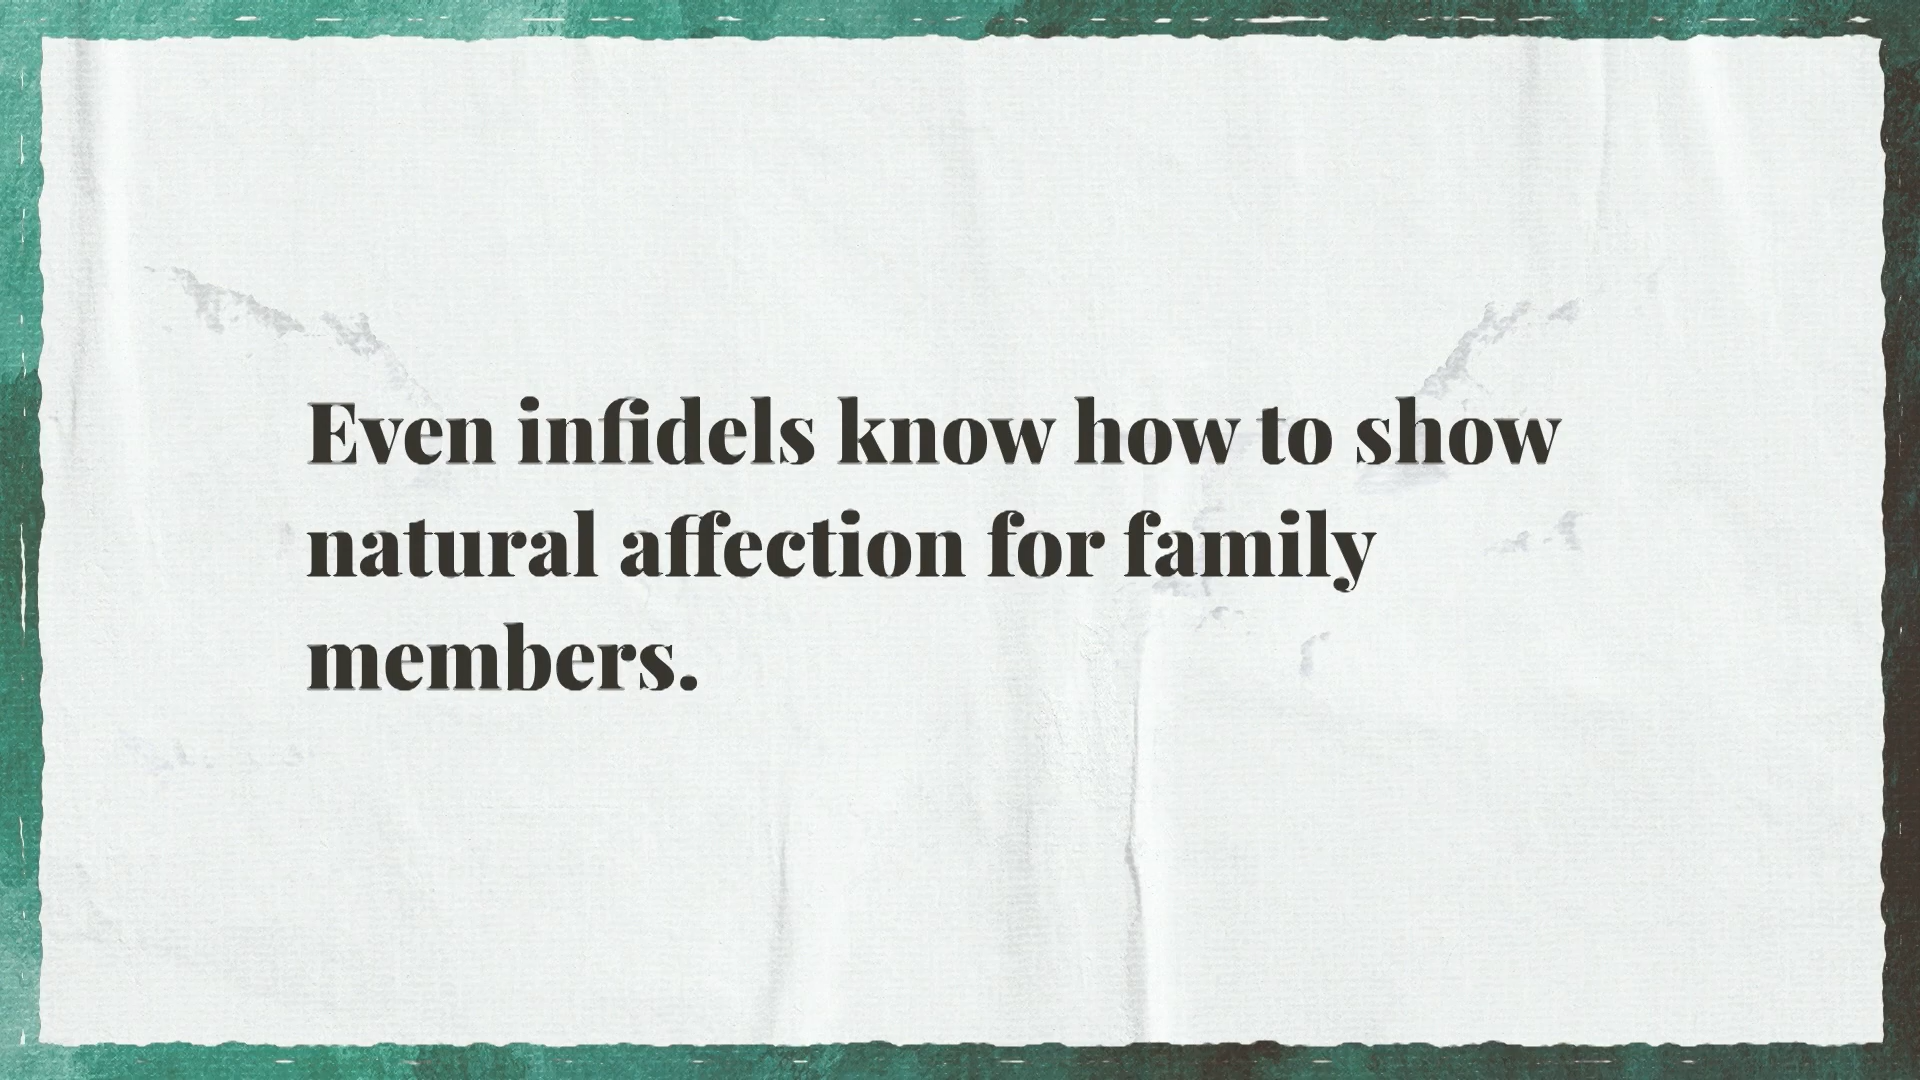 Even infidels know how to show
natural affection for family
members.